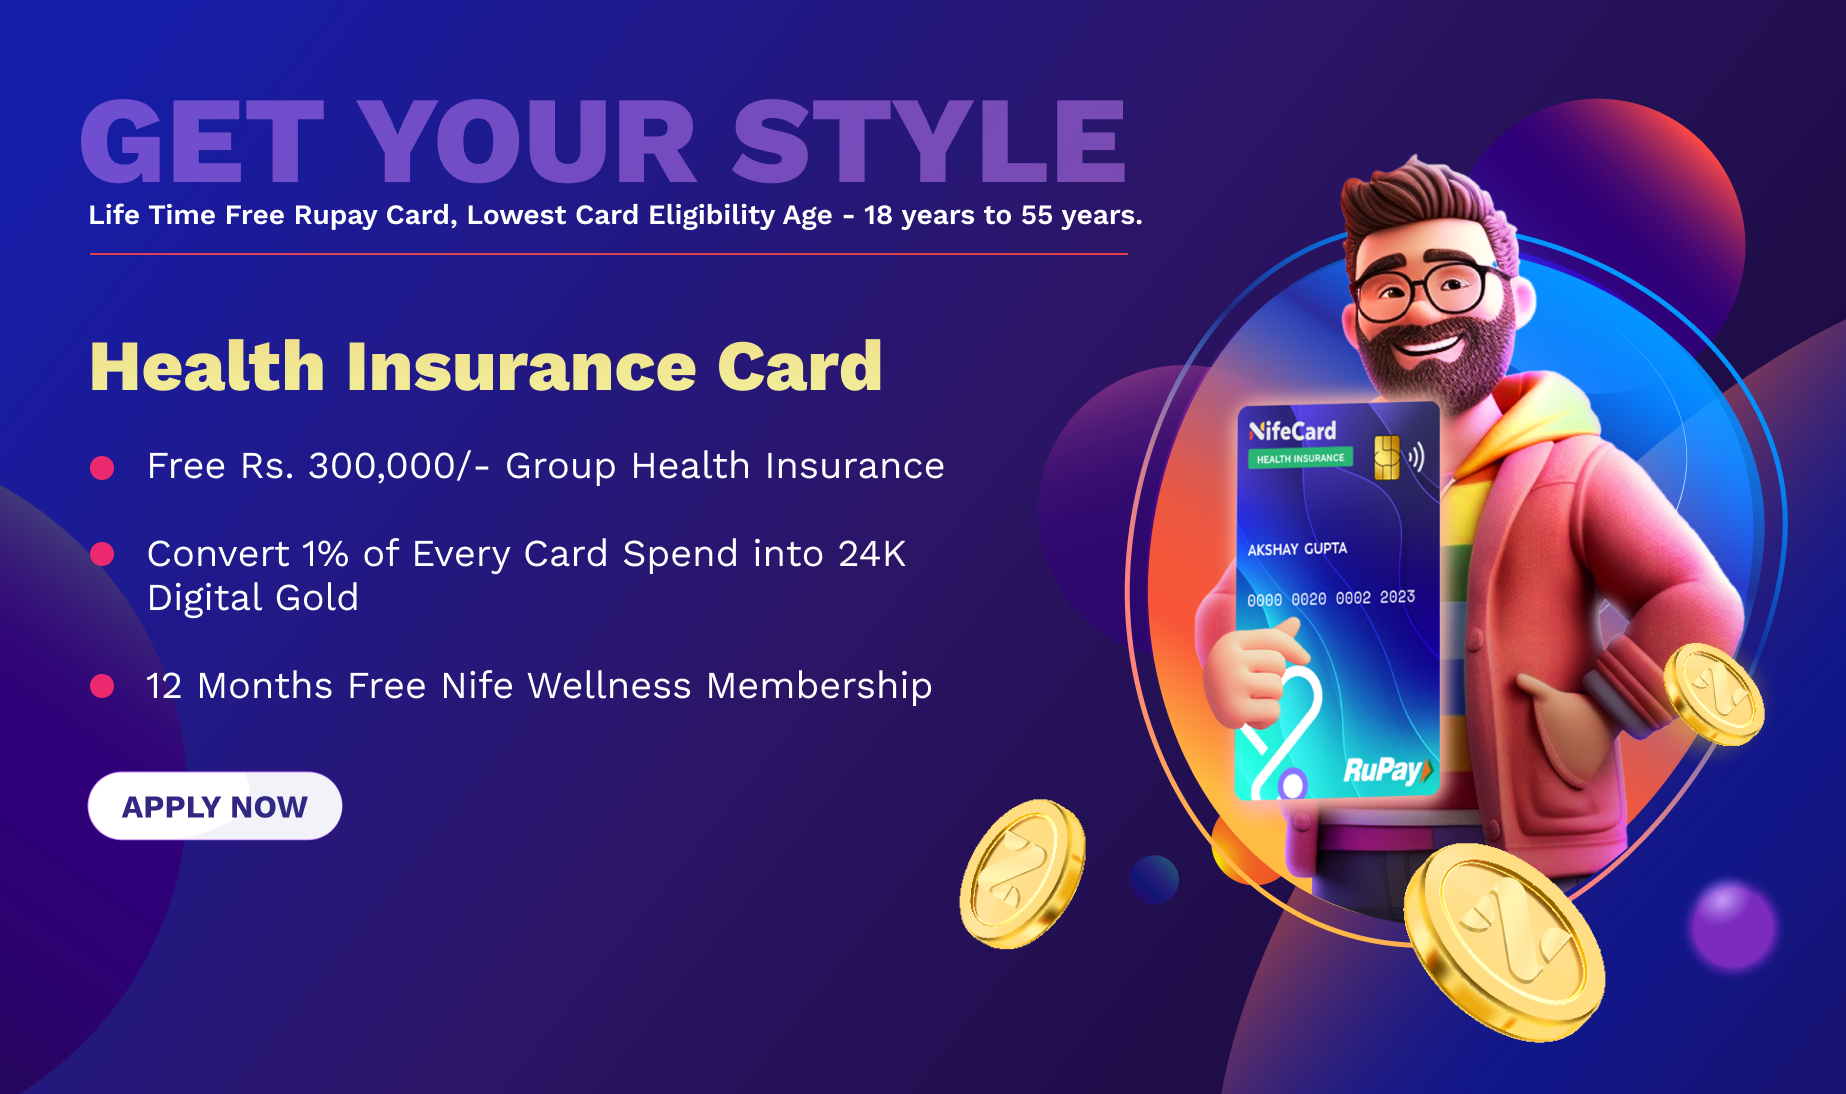 GET YOUR STYLE
Life Time Free Rupay Card, Lowest Card Eligibility Age - 18 years to 55 years.
Health Insurance Card
Free Rs. 300,000/- Group Health Insurance
Convert 1% of Every Card Spend into 24K
Digital Gold
12 Months Free Nife Wellness Membership
APPLY NOW
NifeCard
HEALTH INSURANCE
AKSHAY GUPTA
0000 0020 0002 2023
RuPay